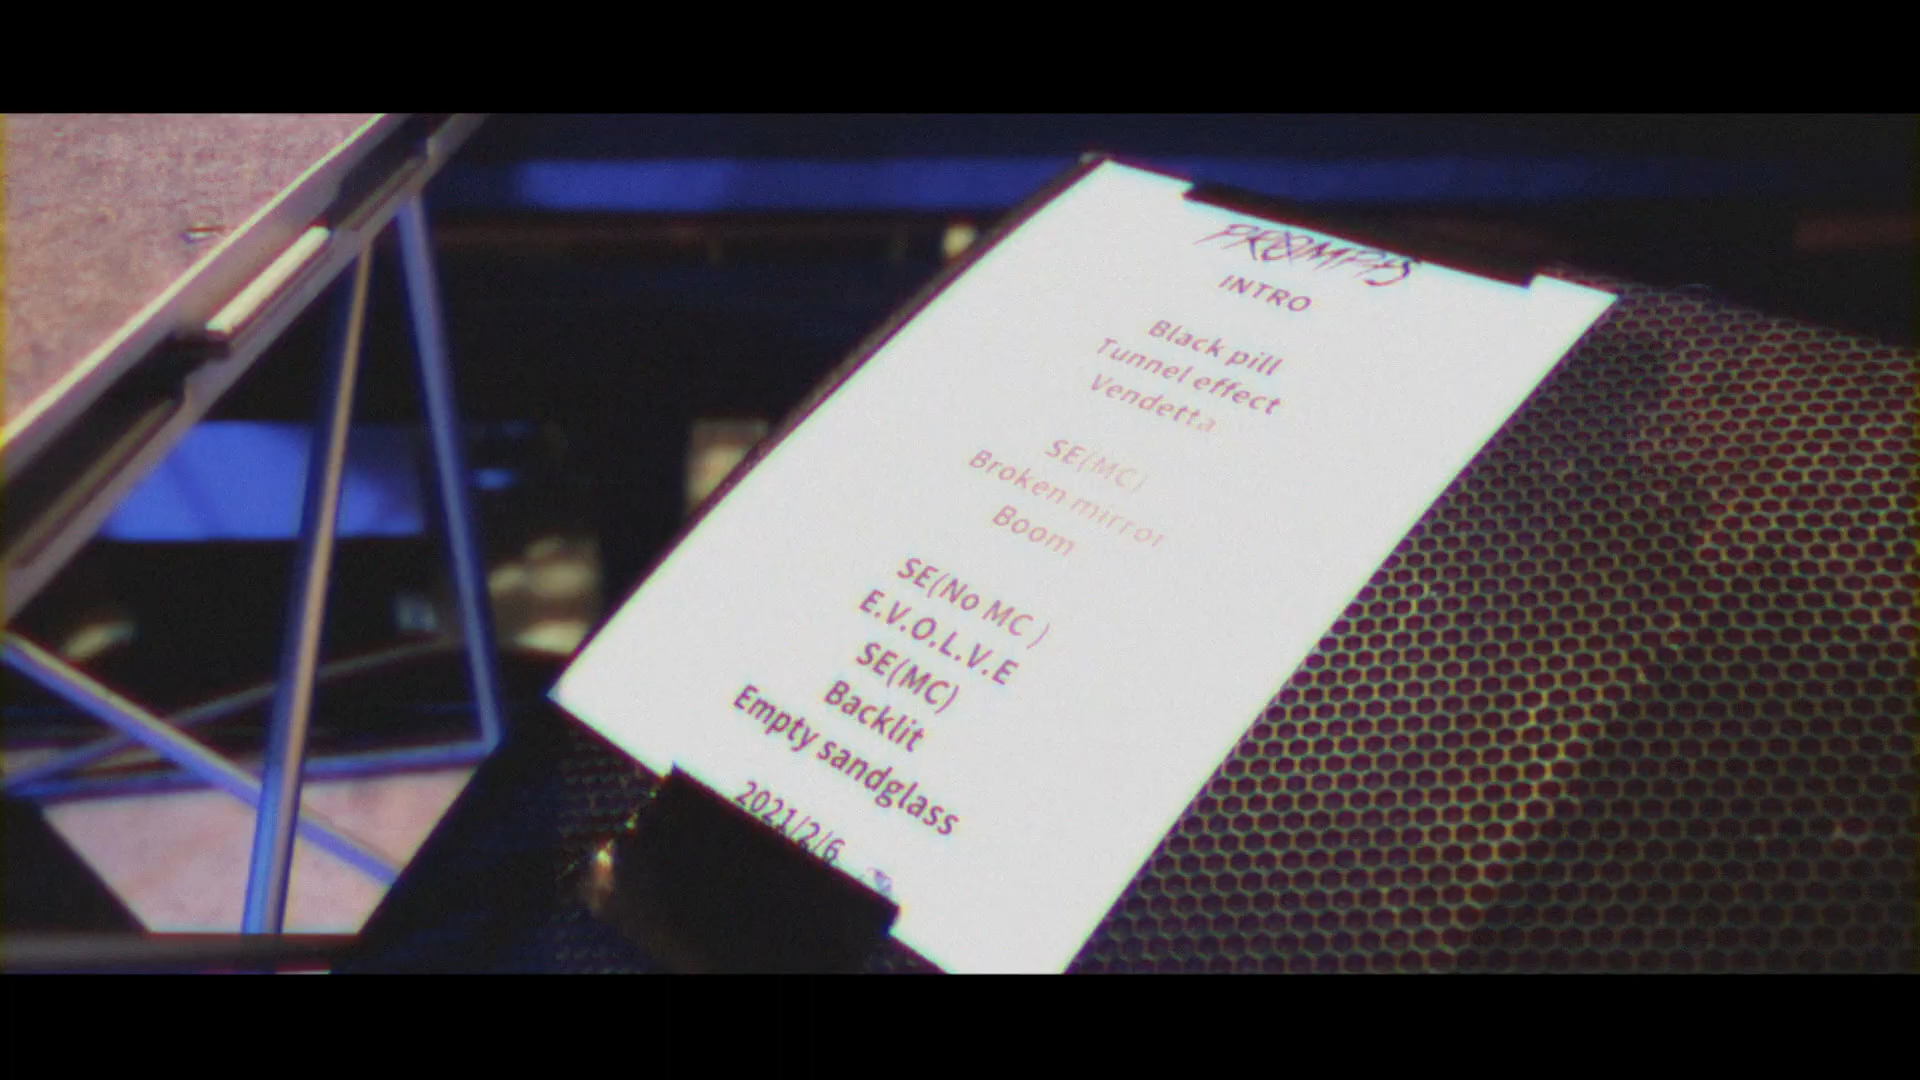 PROMPTS
INTRO
Black pill
Tunnel effect
Vendetta
SE(MC)
Broken mirror
Boom
SE(No MC )
E.V.O.L.V.E
SE(MC)
Backlit
Empty sandglass
2021/2/6